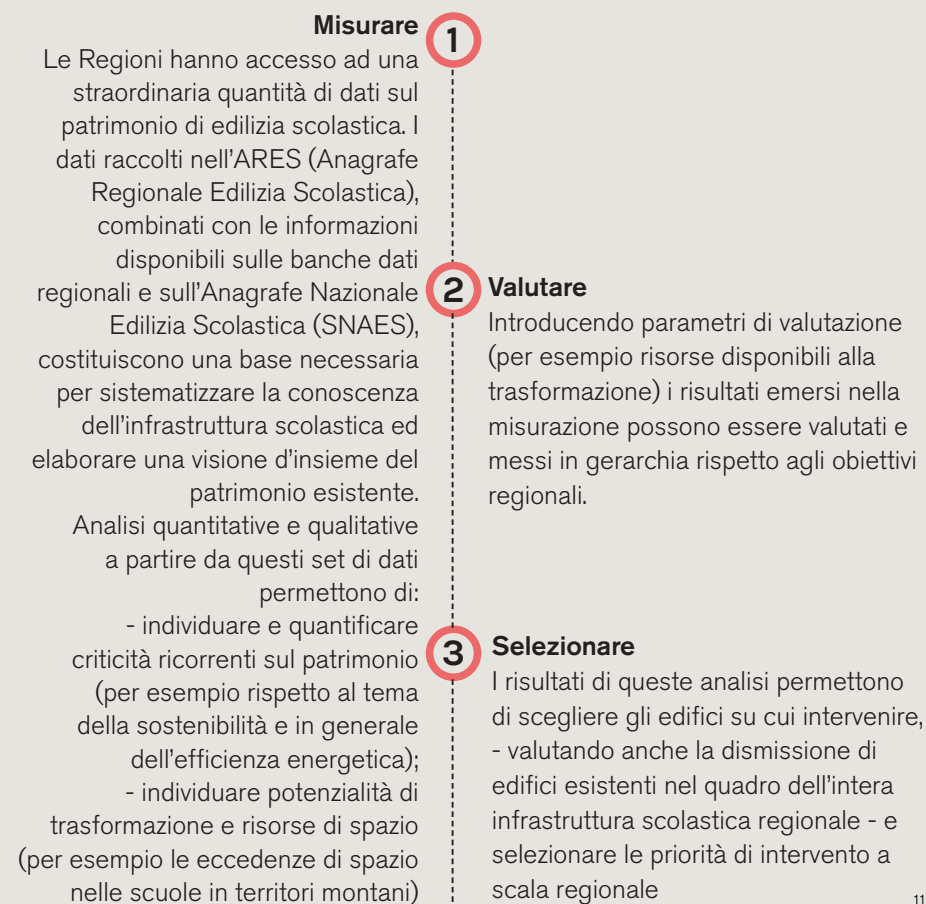 Misurare
1
Le Regioni hanno accesso ad una
straordinaria quantità di dati sul
patrimonio di edilizia scolastica. I
dati raccolti nell'ARES (Anagrafe
Regionale Edilizia Scolastica),
combinati con le informazioni
disponibili sulle banche dati
regionali e sull'Anagrafe Nazionale
Edilizia Scolastica (SNAES),
costituiscono una base necessaria
per sistematizzare la conoscenza
dell'infrastruttura scolastica ed
elaborare una visione d'insieme del
patrimonio esistente.
Analisi quantitative e qualitative
a partire da questi set di dati
permettono di:
- individuare e quantificare
criticità ricorrenti sul patrimonio
(per esempio rispetto al tema
della sostenibilità e in generale
dell'efficienza energetica);
- individuare potenzialità di
trasformazione e risorse di spazio
(per esempio le eccedenze di spazio
nelle scuole in territori montani)
2
Valutare
Introducendo parametri di valutazione
(per esempio risorse disponibili alla
trasformazione) i risultati emersi nella
misurazione possono essere valutati e
messi in gerarchia rispetto agli obiettivi
regionali.
3
Selezionare
I risultati di queste analisi permettono
di scegliere gli edifici su cui intervenire,
- valutando anche la dismissione di
edifici esistenti nel quadro dell'intera
infrastruttura scolastica regionale - e
selezionare le priorità di intervento a
scala regionale
11